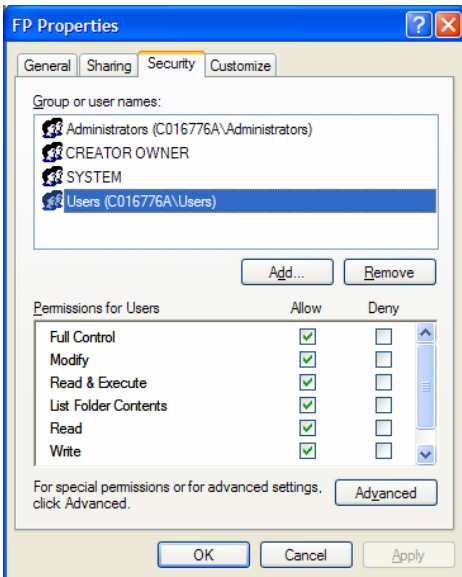 FP Properties
General Sharing Security Customize
Group or user names:
Administrators (C016776A\Administrators)
CREATOR OWNER
SYSTEM
Users (C016776A\Users)
Add... Remove
Permissions for Users Allow Deny
Full Control
Modify
Read & Execute
List Folder Contents
Read
Write
For special permissions or for advanced settings,
click Advanced.
Advanced
OK Cancel Apply